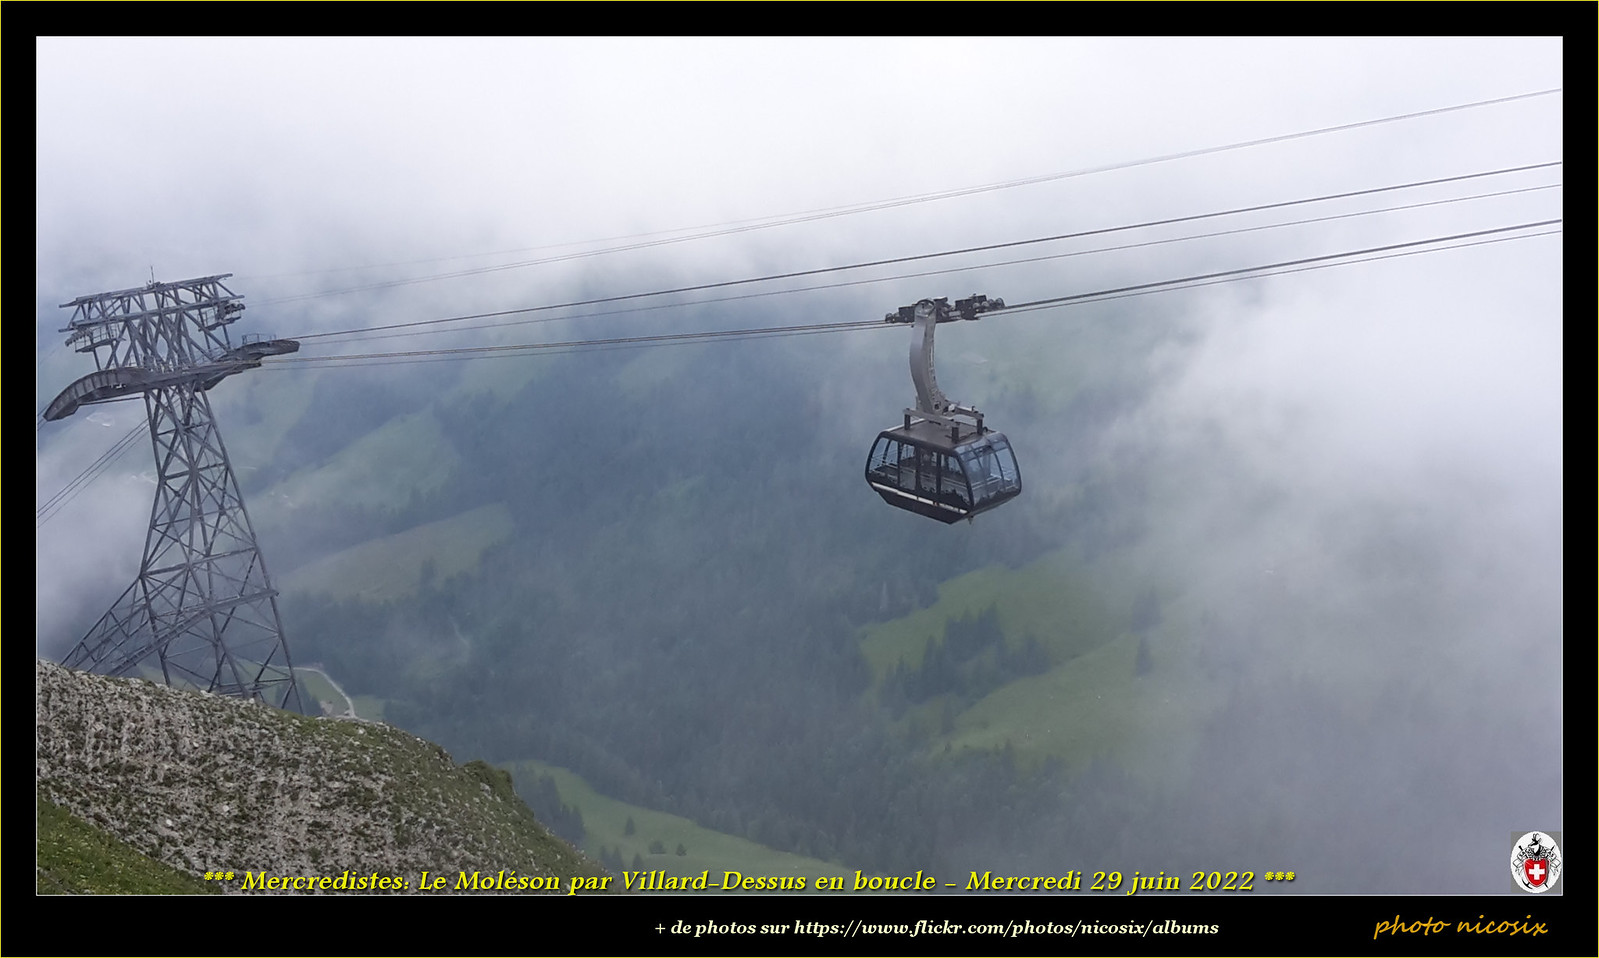 *** Mercredistes: Le Moléson par Villard-Dessus en boucle - Mercredi 29 juin 2022 ***
+ de photos sur https://www.flickr.com/photos/nicosix/albums
photo nicosix